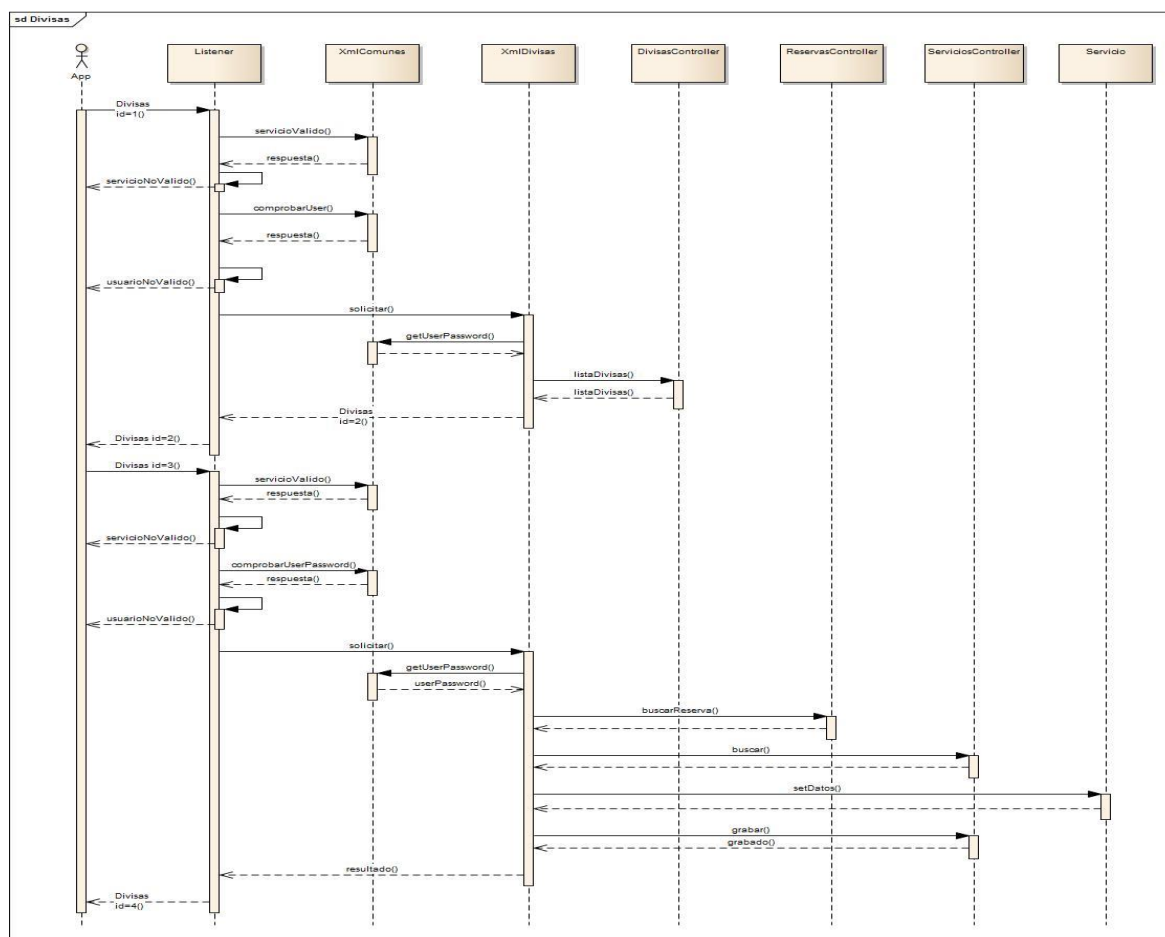 sd Divisas
Listener
XmlComunes
XmlDivisas
DivisasController
ReservasController
ServiciosController
Servicio
App
Divisas
id=1()
servicioValido()
respuesta()
servicioNoValido()
comprobarUser()
respuesta()
usuarioNoValido()
solicitar()
getUserPassword()
listaDivisas()
listaDivisas()
Divisas
id=2()
Divisas id=2()
Divisas id=3()
servicioValido()
respuesta()
servicioNoValido()
comprobarUserPassword()
respuesta()
usuarioNoValido()
solicitar()
getUserPassword()
userPassword()
buscarReserva()
buscar()
setDatos()
grabar()
grabado()
resultado()
Divisas
id=4()